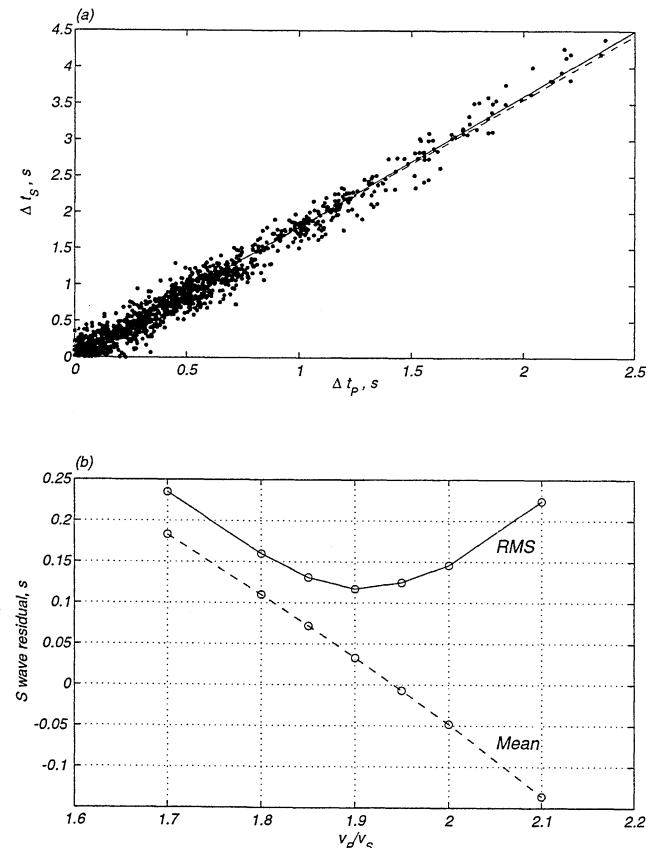 (a)
4.5
4
3.5
3
2.5
2
1.5
1
0.5
0
Δ t_S , s
0 0.5 1 1.5 2 2.5
Δ t_P , s
(b)
0.25
0.2
0.15
0.1
0.05
0
-0.05
-0.1
S wave residual, s
RMS
Mean
1.6 1.7 1.8 1.9 2 2.1 2.2
v_P/v_S